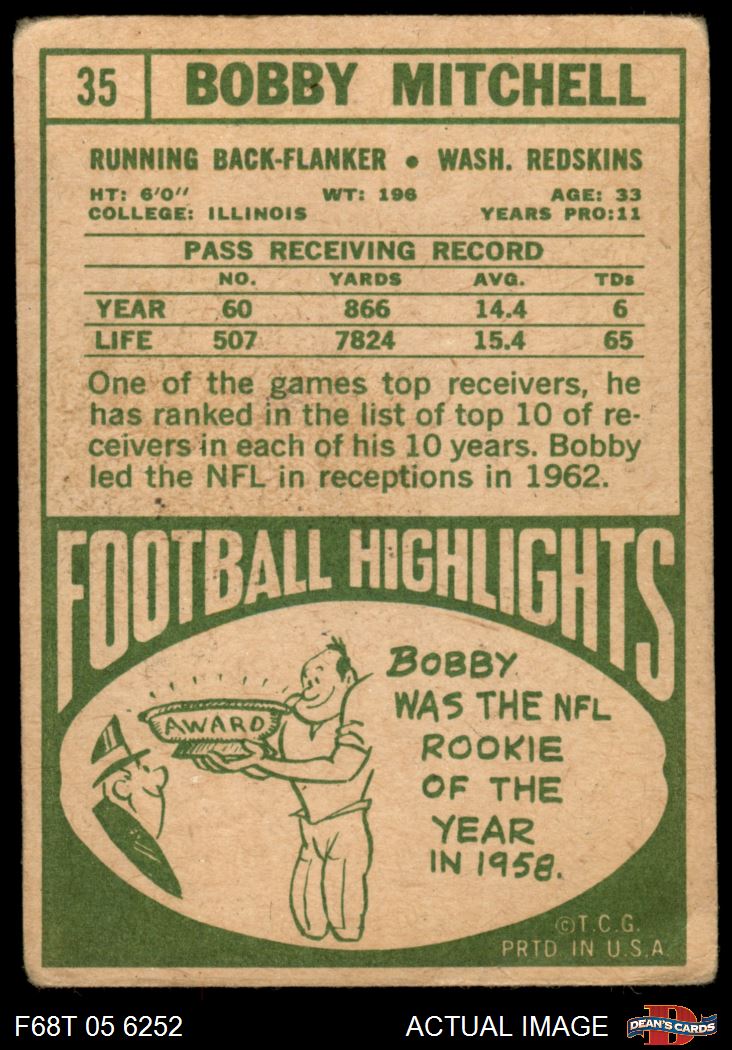 35 BOBBY MITCHELL
RUNNING BACK-FLANKER • WASH. REDSKINS
HT: 6'0" WT: 196 AGE: 33
COLLEGE: ILLINOIS YEARS PRO:11
PASS RECEIVING RECORD
NO. YARDS AVG. TDs
YEAR 60 866 14.4 6
LIFE 507 7824 15.4 65
One of the games top receivers, he
has ranked in the list of top 10 of re-
ceivers in each of his 10 years. Bobby
led the NFL in receptions in 1962.
FOOTBALL HIGHLIGHTS
AWARD
BOBBY
WAS THE NFL
ROOKIE
OF THE
YEAR
IN 1958.
©T.C.G.
PRTD IN U.S.A
F68T 05 6252 ACTUAL IMAGE DEAN'S CARDS